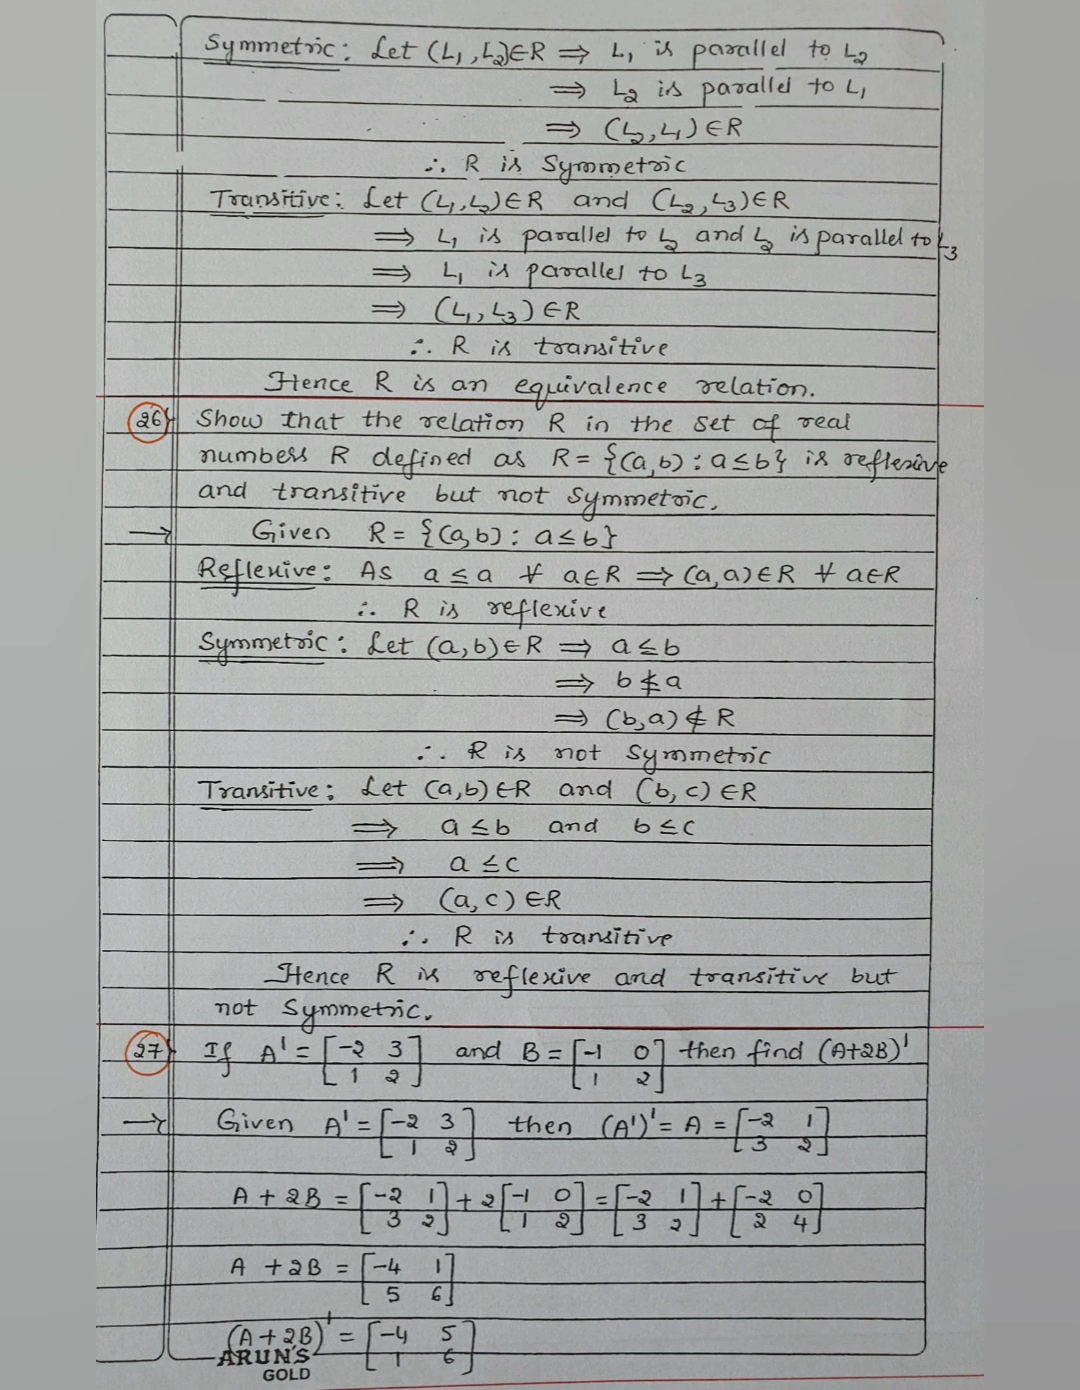 Symmetric: Let (L₁,L₂)∈R ⇒ L₁ is parallel to L₂
⇒ L₂ is parallel to L₁
⇒ (L₂,L₁)∈R
∴ R is Symmetric
Transitive: Let (L₁,L₂)∈R and (L₂,L₃)∈R
⇒ L₁ is parallel to L₂ and L₂ is parallel to L₃
⇒ L₁ is parallel to L₃
⇒ (L₁,L₃)∈R
∴ R is transitive
Hence R is an equivalence relation.
26} Show that the relation R in the set of real
numbers R defined as R= {(a,b): a≤b} is reflexive
and transitive but not Symmetric.
→ Given R= {(a,b): a≤b}
Reflexive: As a≤a ∀ a∈R ⇒ (a,a)∈R ∀ a∈R
∴ R is reflexive
Symmetric: Let (a,b)∈R ⇒ a≤b
⇒ b≰a
⇒ (b,a)∉R
∴ R is not Symmetric
Transitive: Let (a,b)∈R and (b,c)∈R
⇒ a≤b and b≤c
⇒ a≤c
⇒ (a,c)∈R
∴ R is transitive
Hence R is reflexive and transitive but
not Symmetric.
27} If A' = [-2 3; 1 2] and B = [-1 0; 1 2] then find (A+2B)'
→ Given A' = [-2 3; 1 2] then (A')' = A = [-2 1; 3 2]
A + 2B = [-2 1; 3 2] + 2[-1 0; 1 2] = [-2 1; 3 2] + [-2 0; 2 4]
A + 2B = [-4 1; 5 6]
(A+2B)' = [-4 5; 1 6]
ARUN'S
GOLD